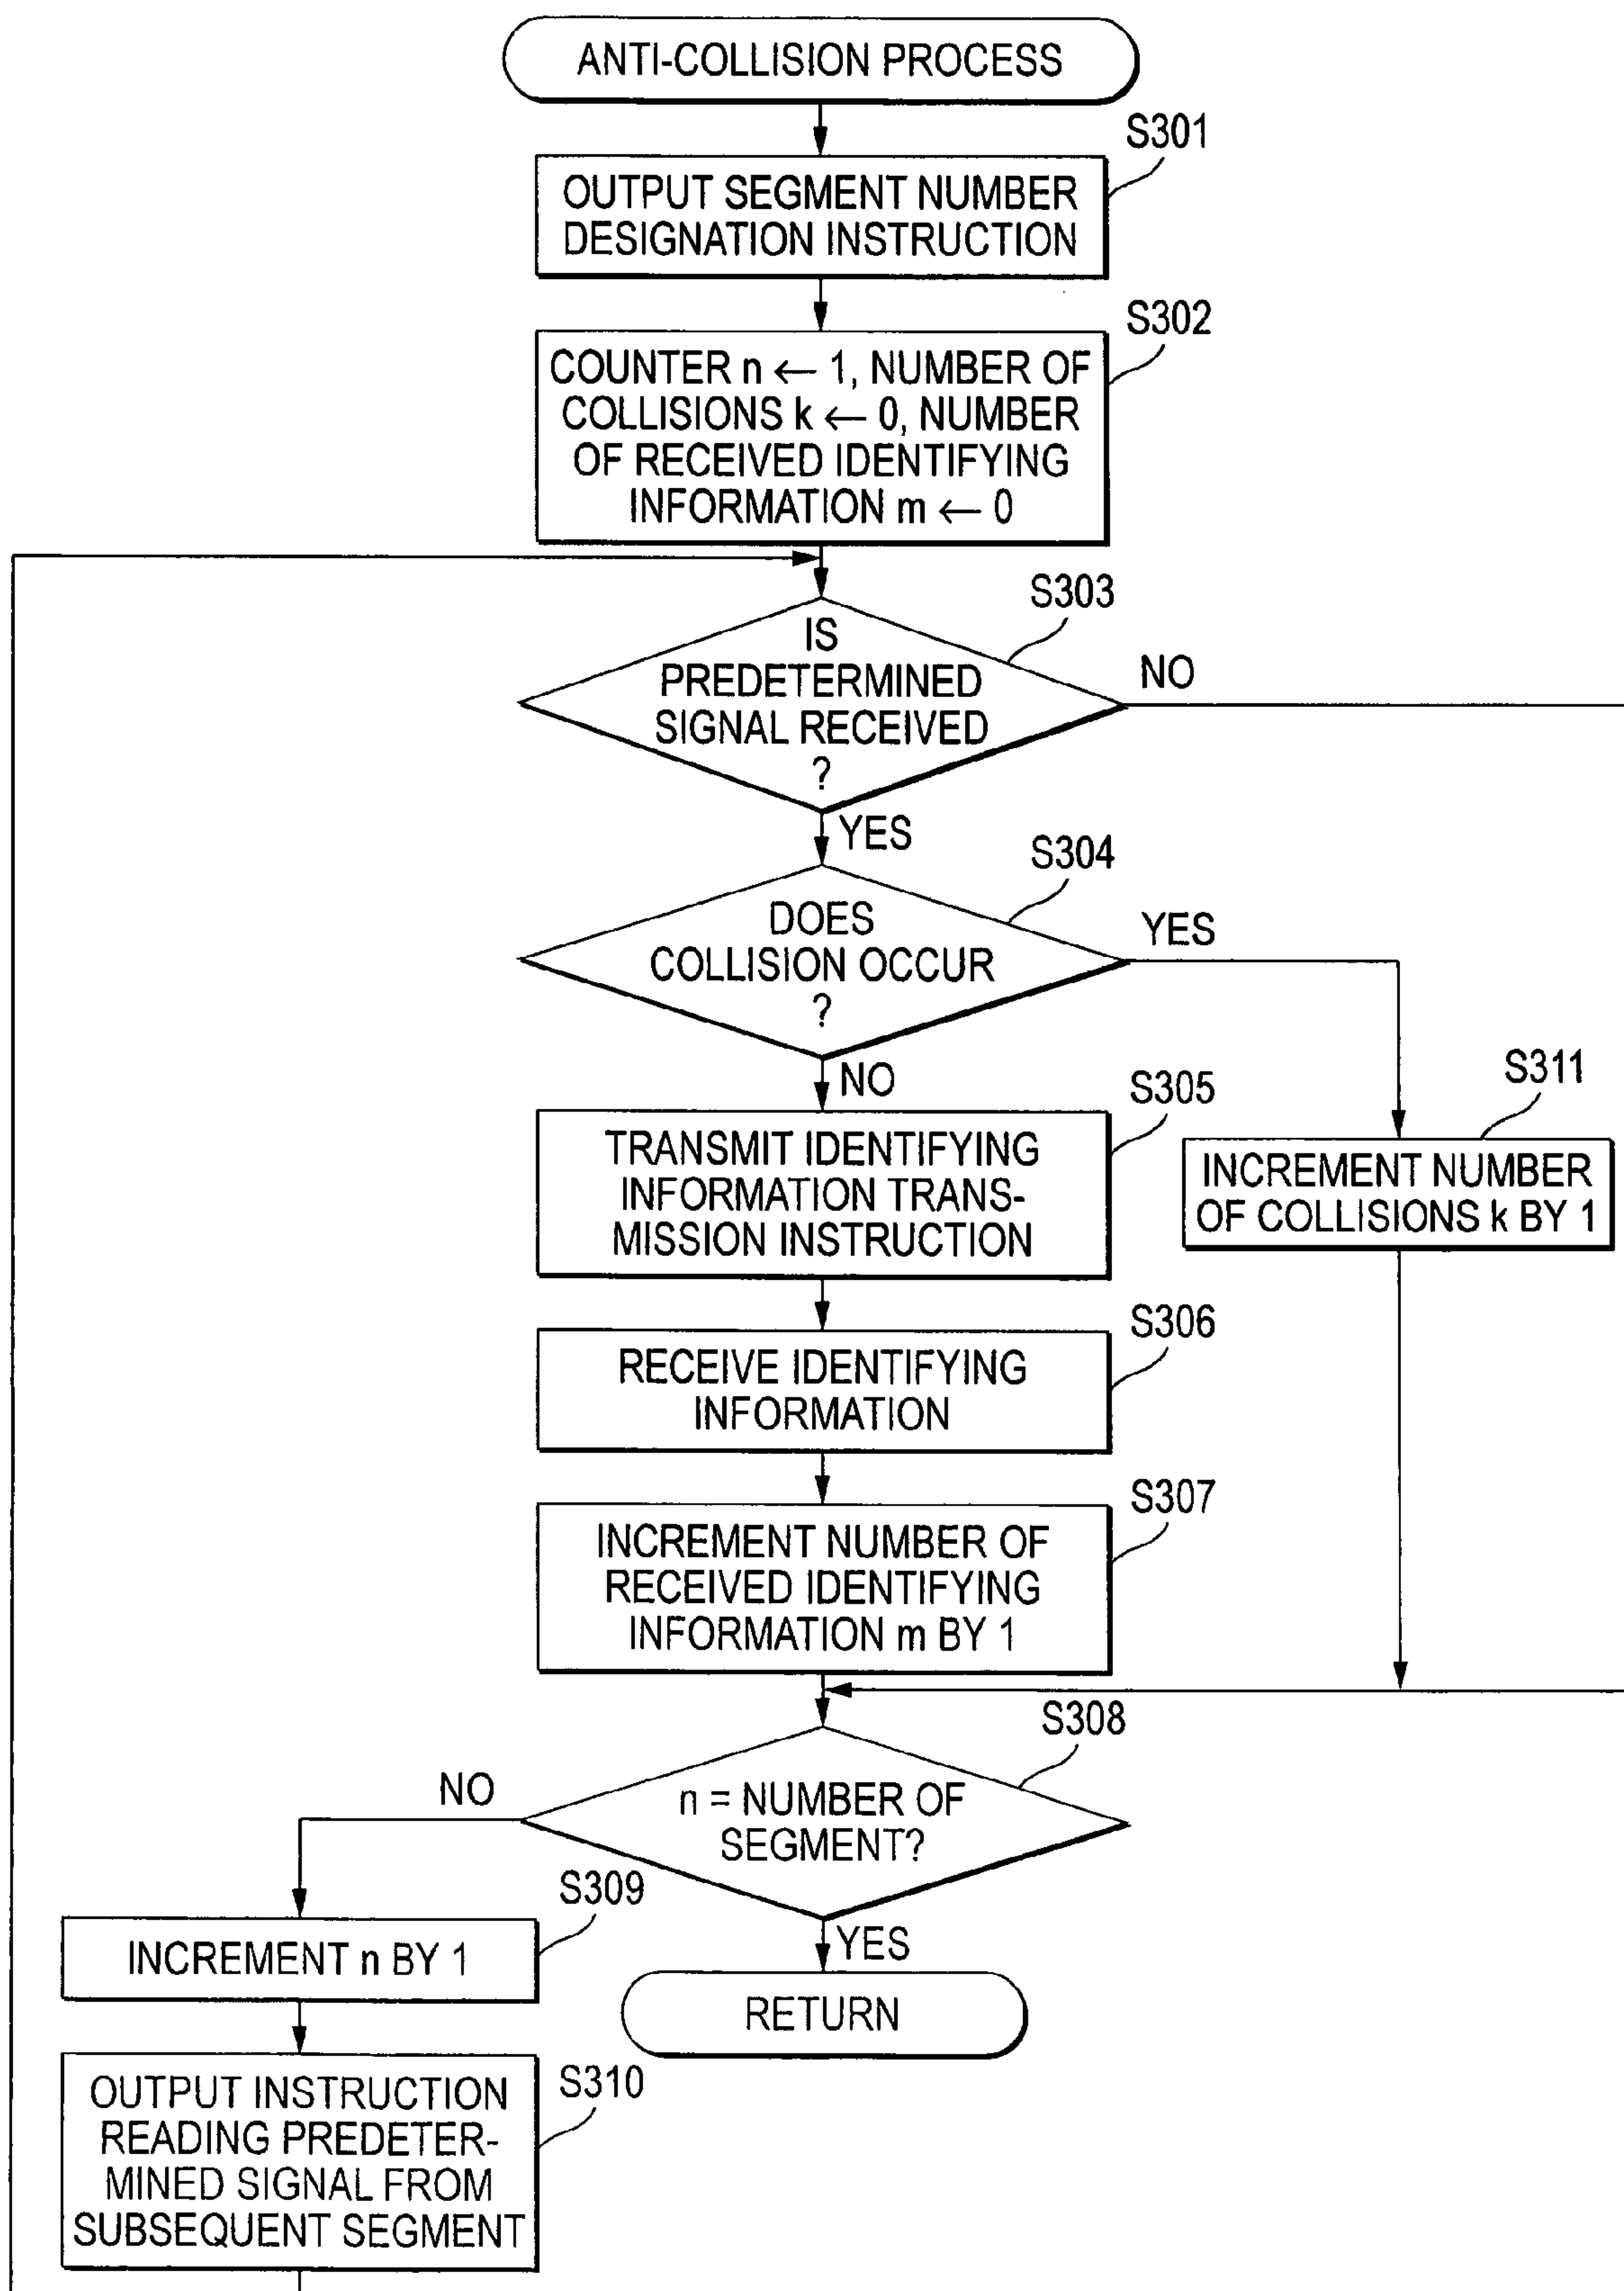 ANTI-COLLISION PROCESS
S301
OUTPUT SEGMENT NUMBER
DESIGNATION INSTRUCTION
S302
COUNTER n ← 1, NUMBER OF
COLLISIONS k ← 0, NUMBER
OF RECEIVED IDENTIFYING
INFORMATION m ← 0
S303
IS
PREDETERMINED
SIGNAL RECEIVED
?
NO
YES
S304
DOES
COLLISION OCCUR
?
YES
NO
S305
TRANSMIT IDENTIFYING
INFORMATION TRANS-
MISSION INSTRUCTION
S311
INCREMENT NUMBER
OF COLLISIONS k BY 1
S306
RECEIVE IDENTIFYING
INFORMATION
S307
INCREMENT NUMBER OF
RECEIVED IDENTIFYING
INFORMATION m BY 1
S308
n = NUMBER OF
SEGMENT?
NO
YES
S309
INCREMENT n BY 1
RETURN
S310
OUTPUT INSTRUCTION
READING PREDETER-
MINED SIGNAL FROM
SUBSEQUENT SEGMENT